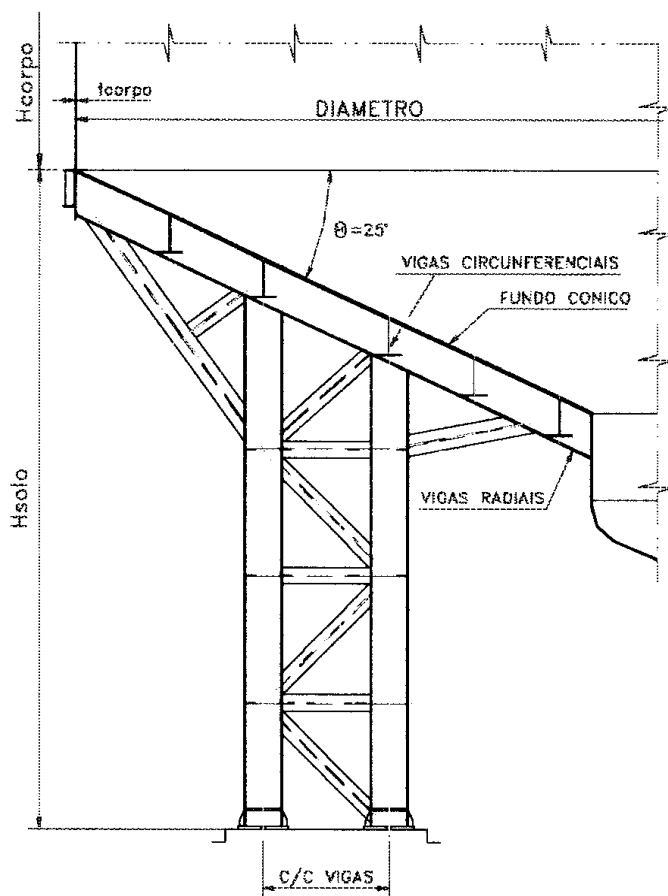 Hcorpo
tcorpo
DIAMETRO
Θ=25°
VIGAS CIRCUNFERENCIAIS
FUNDO CONICO
Hsolo
VIGAS RADIAIS
C/C VIGAS